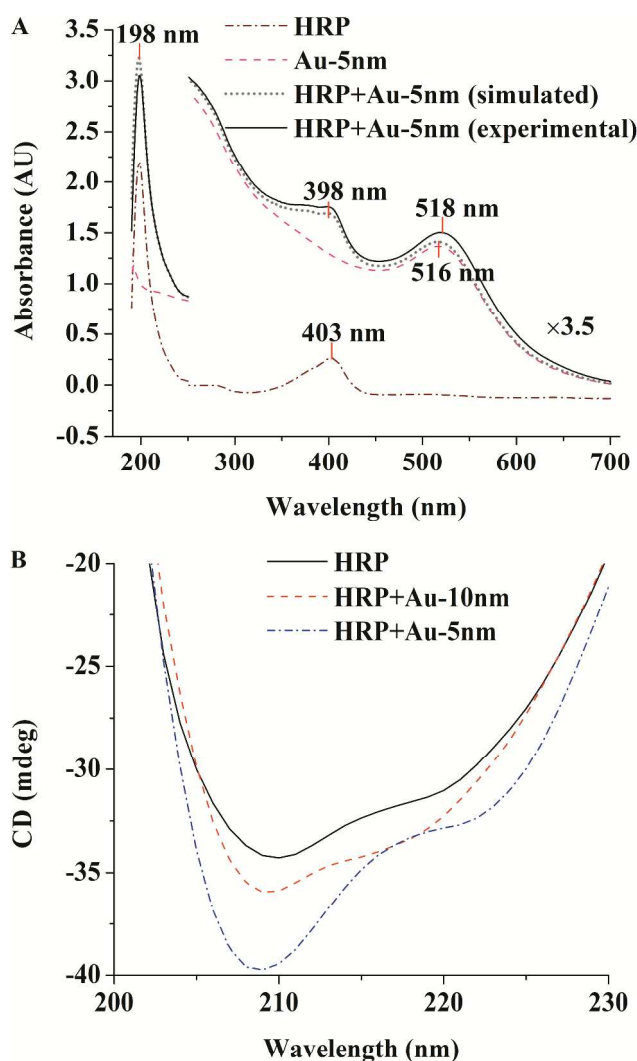 A
198 nm
HRP
Au-5nm
HRP+Au-5nm (simulated)
HRP+Au-5nm (experimental)
398 nm
518 nm
516 nm
403 nm
×3.5
3.5
3.0
2.5
2.0
1.5
1.0
0.5
0.0
-0.5
Absorbance (AU)
200 300 400 500 600 700
Wavelength (nm)
B
HRP
HRP+Au-10nm
HRP+Au-5nm
-20
-25
-30
-35
-40
CD (mdeg)
200 210 220 230
Wavelength (nm)